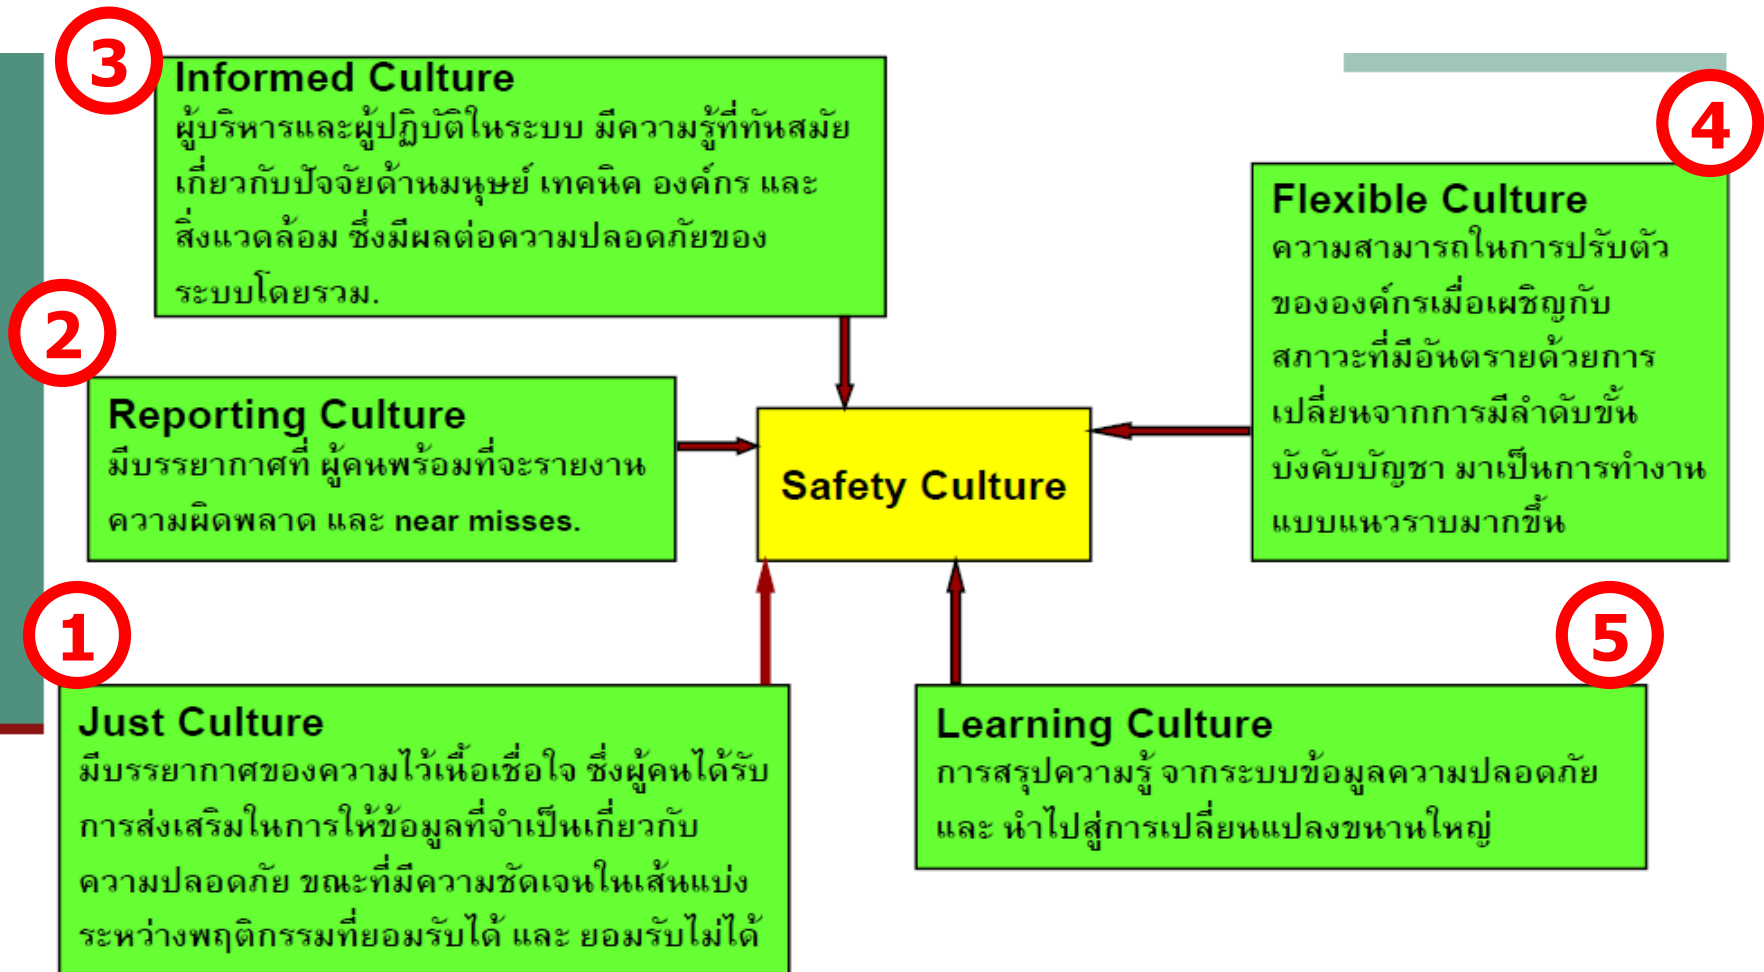 3
Informed Culture
ผู้บริหารและผู้ปฏิบัติในระบบ มีความรู้ที่ทันสมัย
เกี่ยวกับปัจจัยด้านมนุษย์ เทคนิค องค์กร และ
สิ่งแวดล้อม ซึ่งมีผลต่อความปลอดภัยของ
ระบบโดยรวม.
4
Flexible Culture
ความสามารถในการปรับตัว
ขององค์กรเมื่อเผชิญกับ
สภาวะที่มีอันตรายด้วยการ
เปลี่ยนจากการมีลำดับขั้น
บังคับบัญชา มาเป็นการทำงาน
แบบแนวราบมากขึ้น
2
Reporting Culture
มีบรรยากาศที่ ผู้คนพร้อมที่จะรายงาน
ความผิดพลาด และ near misses.
Safety Culture
1
Just Culture
มีบรรยากาศของความไว้เนื้อเชื่อใจ ซึ่งผู้คนได้รับ
การส่งเสริมในการให้ข้อมูลที่จำเป็นเกี่ยวกับ
ความปลอดภัย ขณะที่มีความชัดเจนในเส้นแบ่ง
ระหว่างพฤติกรรมที่ยอมรับได้ และ ยอมรับไม่ได้
5
Learning Culture
การสรุปความรู้ จากระบบข้อมูลความปลอดภัย
และ นำไปสู่การเปลี่ยนแปลงขนานใหญ่